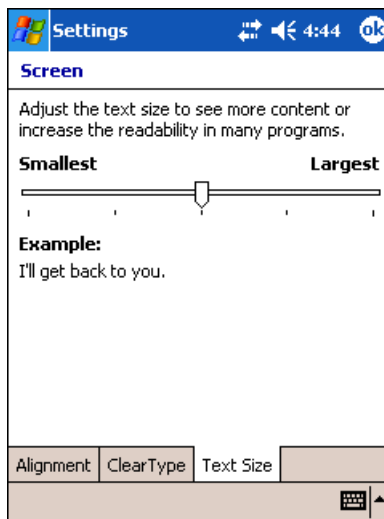 Settings 4:44 ok
Screen
Adjust the text size to see more content or
increase the readability in many programs.
Smallest Largest
Example:
I'll get back to you.
Alignment ClearType Text Size